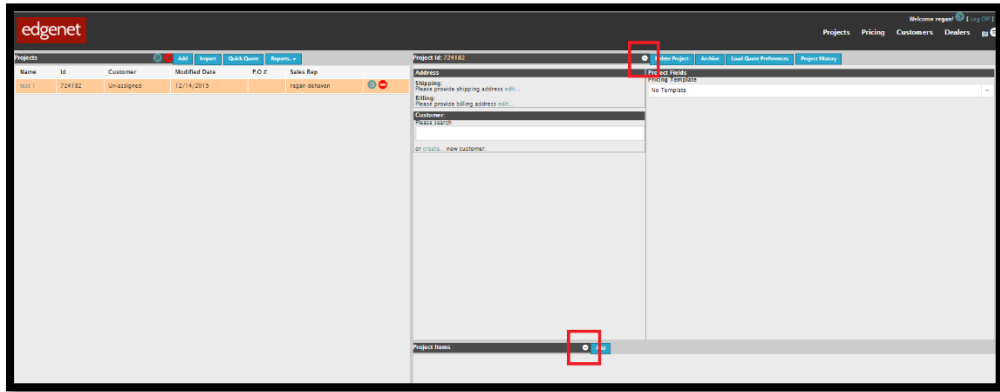 edgenet
Welcome regan! [ Log Off ]
Projects Pricing Customers Dealers
Projects Add Import Quick Quote Reports.. Project Id: 724182 Delete Project Archive Load Quote Preferences Project History
Name Id Customer Modified Date P.O.# Sales Rep
test 1 724182 Unassigned 12/14/2015 regan dehaven
Address
Shipping:
Please provide shipping address edit...
Billing:
Please provide billing address edit...
Customer:
Please search
or create... new customer.
Project Fields
Pricing Template
No Template
Project Items Add